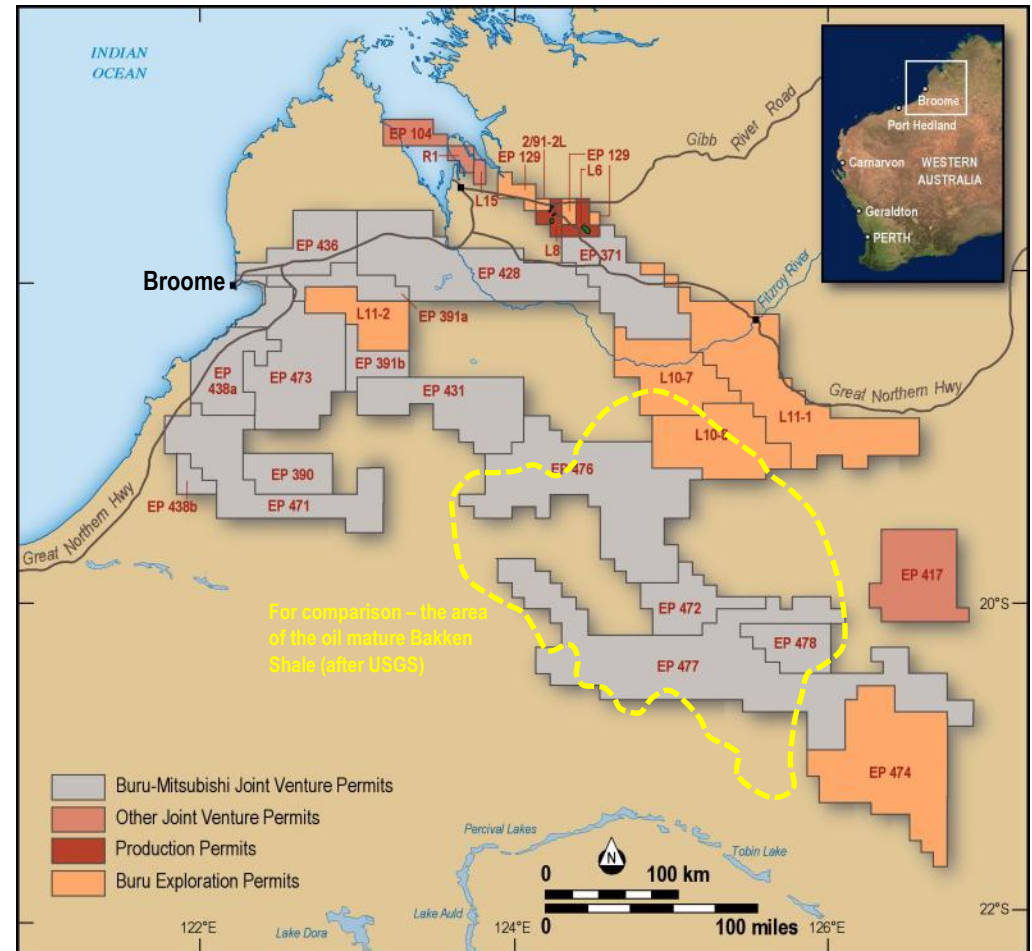 INDIAN
OCEAN
Broome
Port Hedland
Carnarvon
WESTERN
AUSTRALIA
Geraldton
PERTH
Gibb River Road
EP 104
R1
2/91-2L
EP 129
EP 129
L6
L15
L8
EP 371
EP 436
EP 428
Broome
Fitzroy River
L11-2
EP 391a
EP 391b
EP
438a
EP 473
EP 431
L10-7
L11-1
Great Northern Hwy
L10-8
EP 476
EP 390
EP 438b
EP 471
Great Northern Hwy
EP 417
EP 472
20°S
For comparison – the area
of the oil mature Bakken
Shale (after USGS)
EP 478
EP 477
EP 474
Buru-Mitsubishi Joint Venture Permits
Other Joint Venture Permits
Production Permits
Buru Exploration Permits
Percival Lakes
Tobin Lake
N
0 100 km
0 100 miles
Lake Auld
Lake Dora
122°E
124°E
126°E
22°S